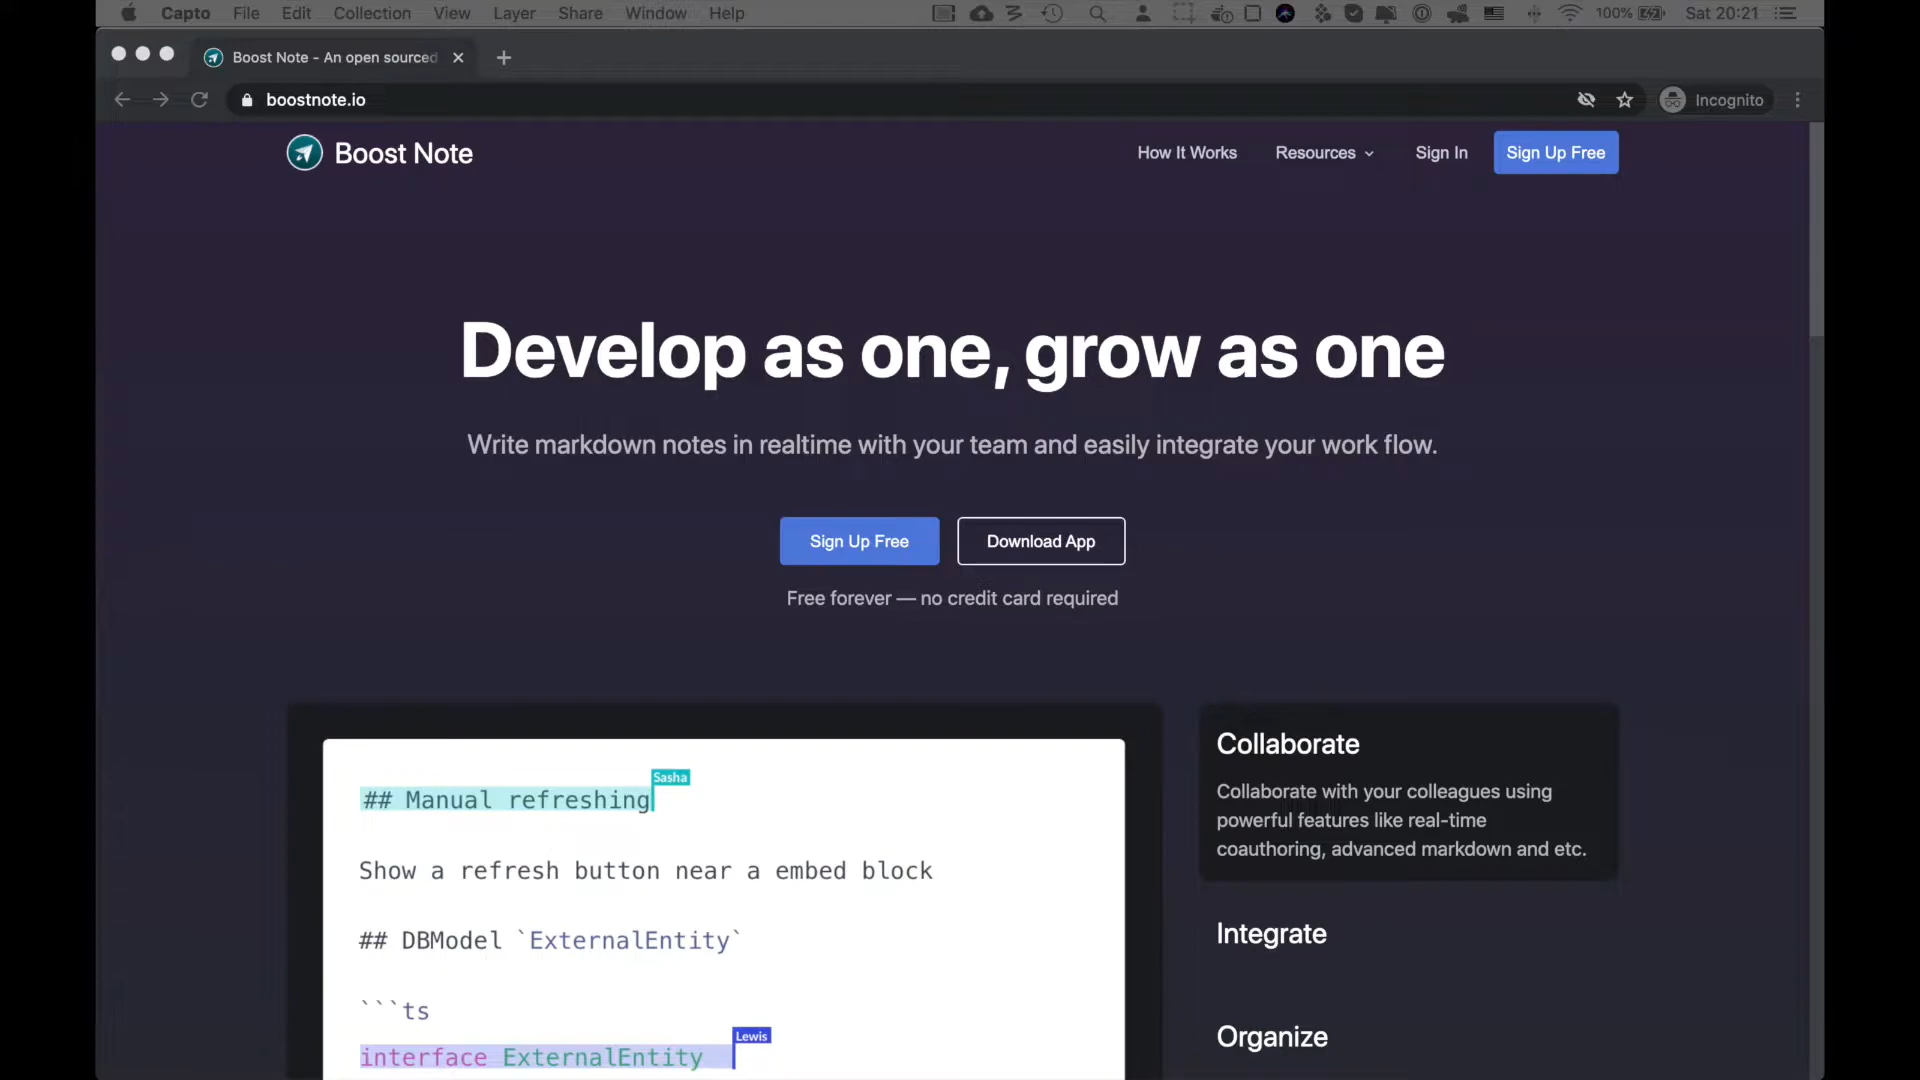 Capto File Edit Collection View Layer Share Window Help 100% Sat 20:21
Boost Note - An open sourced
boostnote.io Incognito
Boost Note How It Works Resources Sign In Sign Up Free
Develop as one, grow as one
Write markdown notes in realtime with your team and easily integrate your work flow.
Sign Up Free Download App
Free forever — no credit card required
Sasha
## Manual refreshing
Show a refresh button near a embed block
## DBModel `ExternalEntity`
```ts
Lewis
interface ExternalEntity
Collaborate
Collaborate with your colleagues using
powerful features like real-time
coauthoring, advanced markdown and etc.
Integrate
Organize